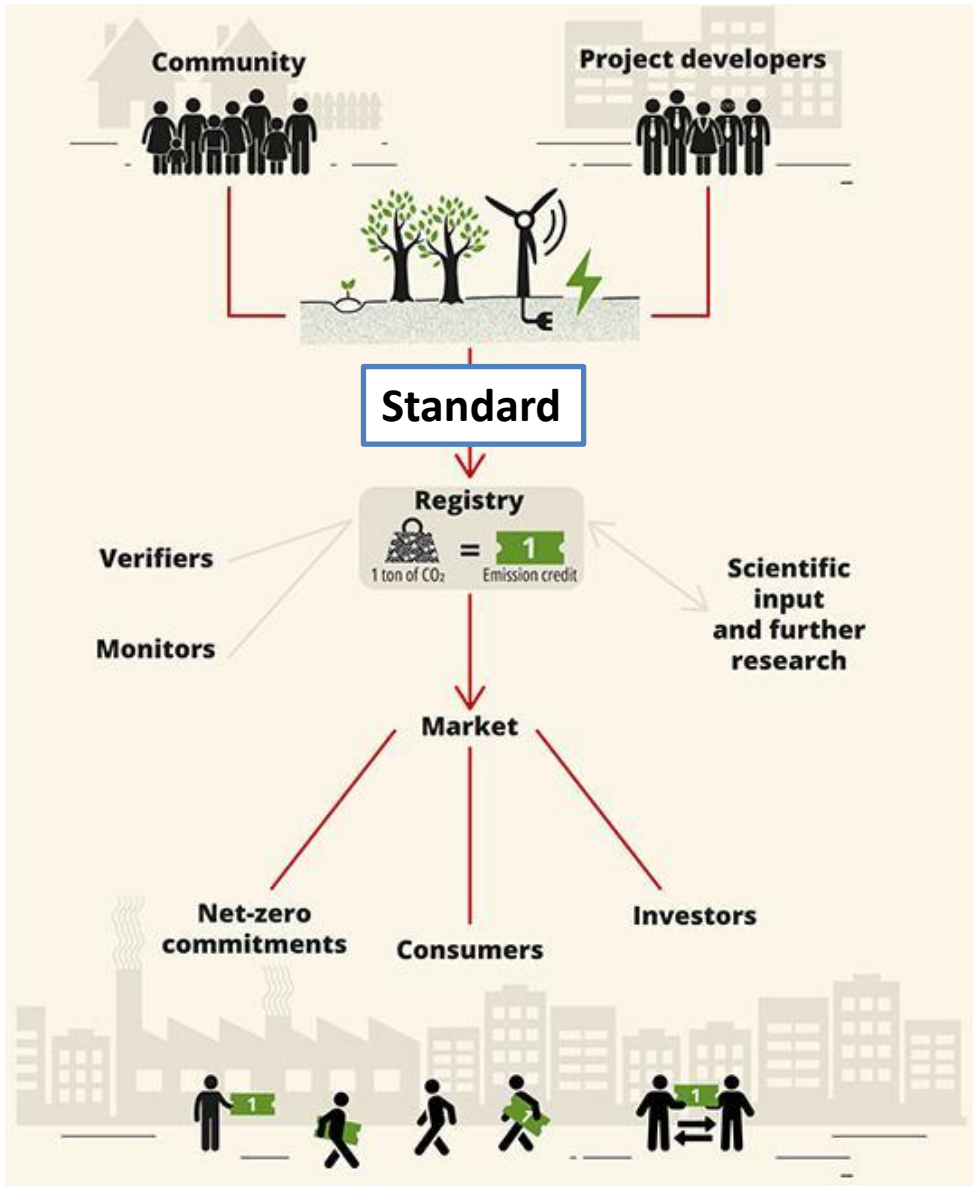 Community
Project developers
Standard
Registry
=
1
1 ton of CO₂
Emission credit
Verifiers
Monitors
Scientific
input
and further
research
Market
Net-zero
commitments
Consumers
Investors
1
1
1